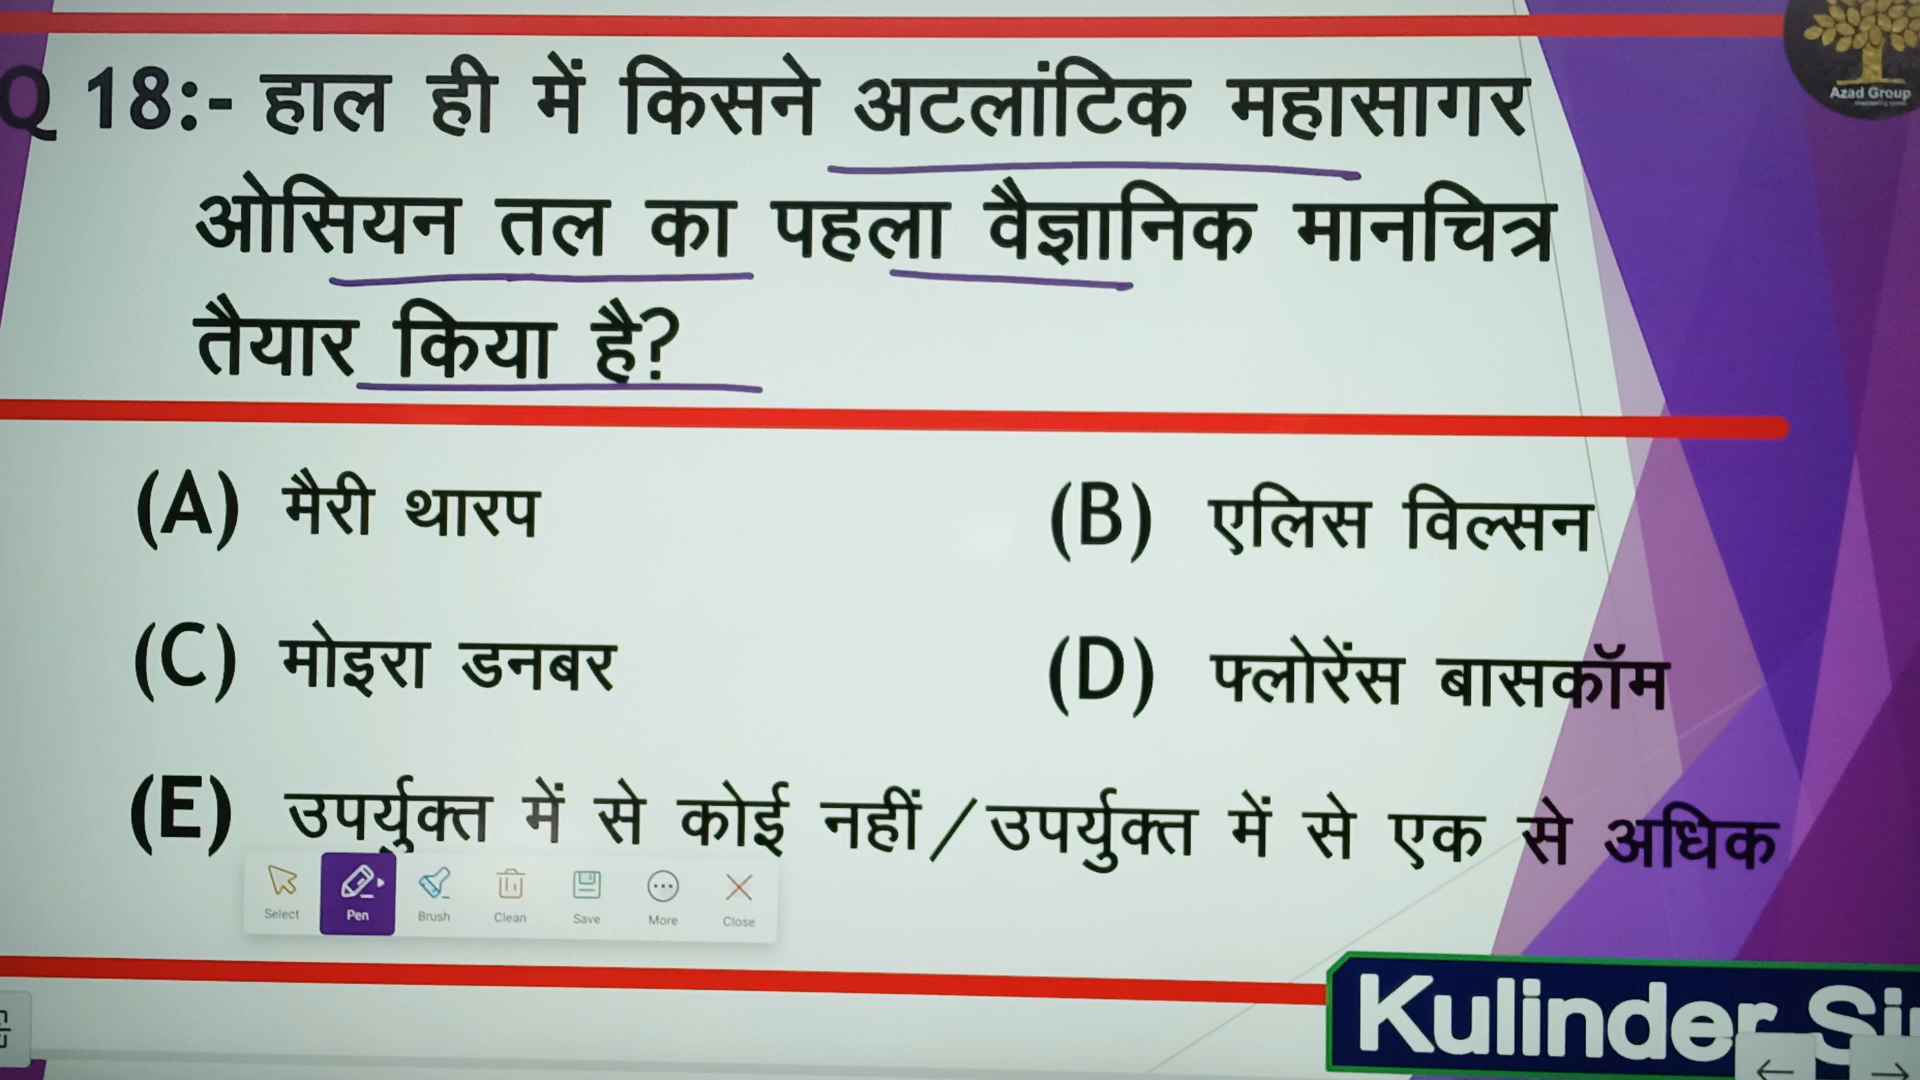 Azad Group
Q 18:- हाल ही में किसने अटलांटिक महासागर
ओसियन तल का पहला वैज्ञानिक मानचित्र
तैयार किया है?
(A) मैरी थारप
(B) एलिस विल्सन
(C) मोइरा डनबर
(D) फ्लोरेंस बासकॉम
(E) उपर्युक्त में से कोई नहीं/उपर्युक्त में से एक से अधिक
Select Pen Brush Clean Save More Close
Kulinder